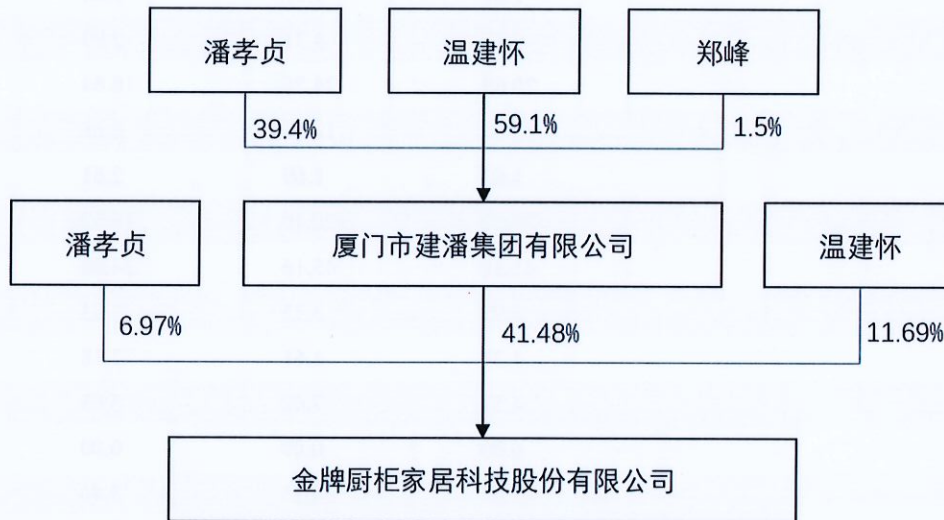 潘孝贞
温建怀
郑峰
39.4%
59.1%
1.5%
潘孝贞
厦门市建潘集团有限公司
温建怀
6.97%
41.48%
11.69%
金牌厨柜家居科技股份有限公司